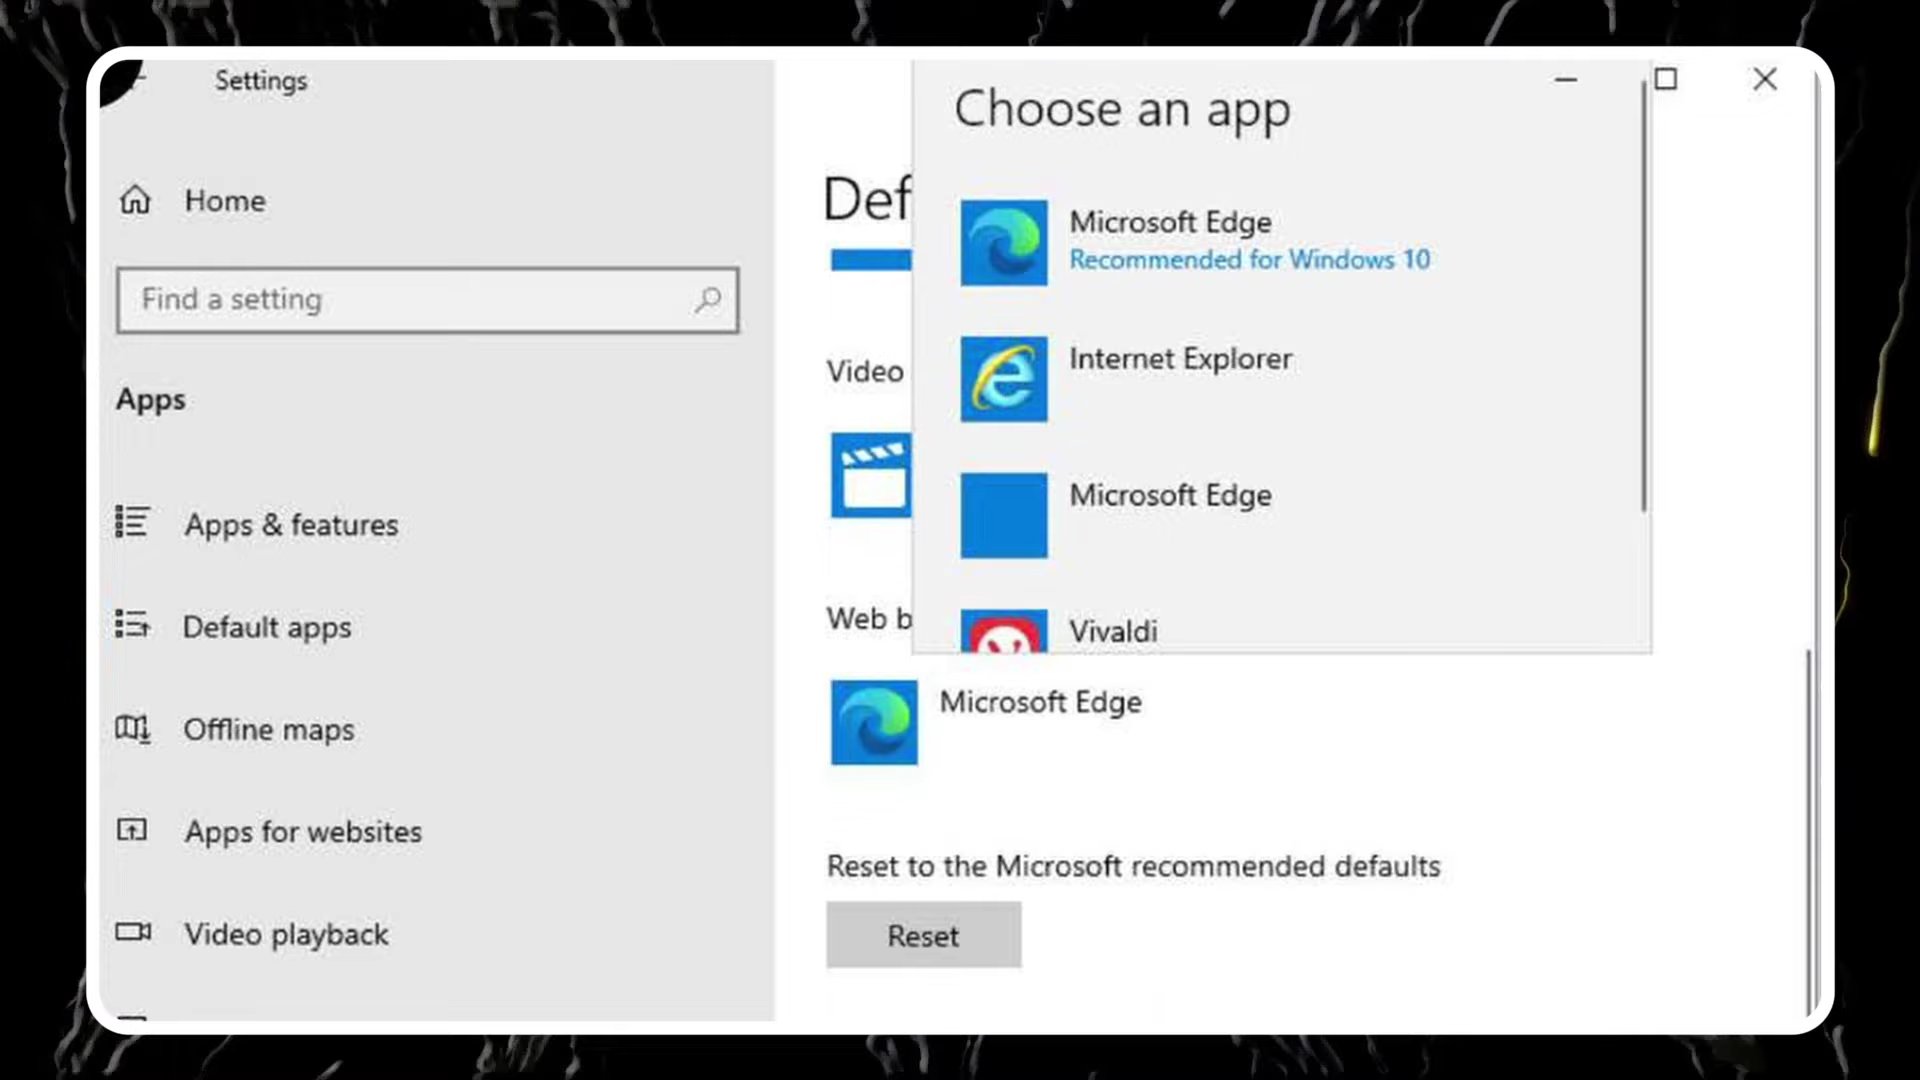 Settings
Home
Find a setting
Apps
Apps & features
Default apps
Offline maps
Apps for websites
Video playback
Choose an app
Def
Microsoft Edge
Recommended for Windows 10
Internet Explorer
Video
Microsoft Edge
Web b
Vivaldi
Microsoft Edge
Reset to the Microsoft recommended defaults
Reset